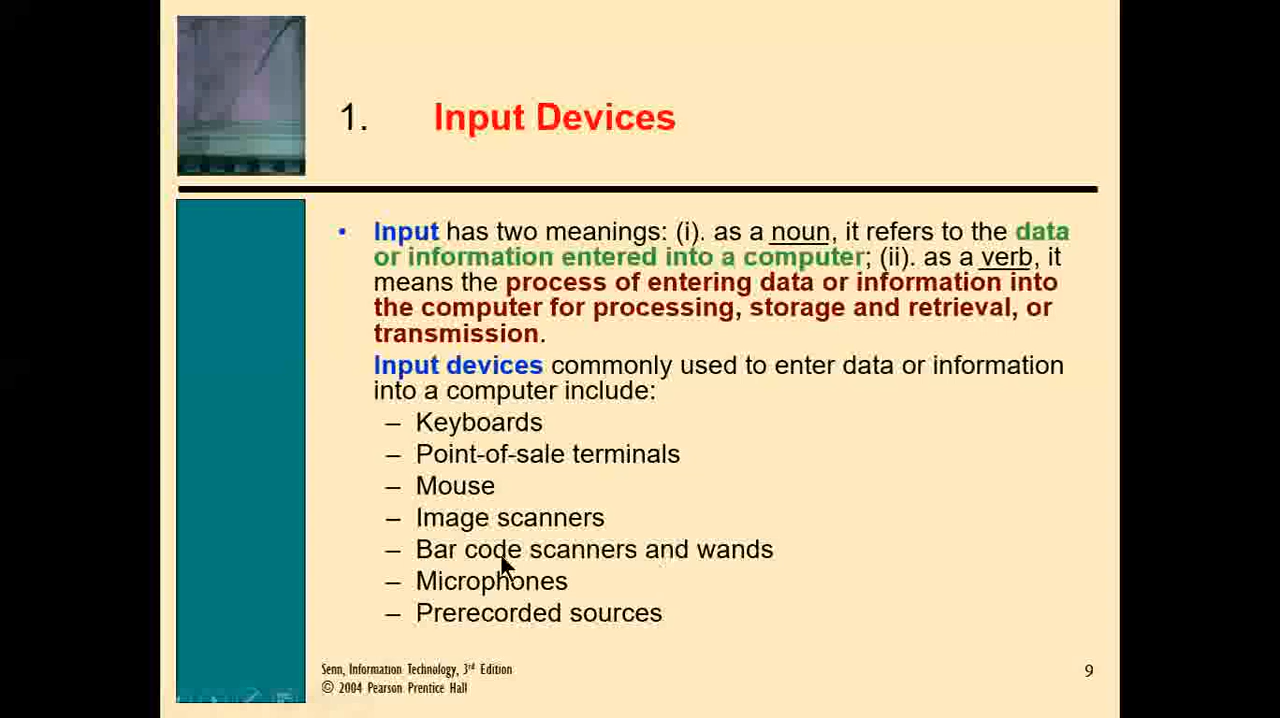 1. Input Devices
• Input has two meanings: (i). as a noun, it refers to the data
or information entered into a computer; (ii). as a verb, it
means the process of entering data or information into
the computer for processing, storage and retrieval, or
transmission.
Input devices commonly used to enter data or information
into a computer include:
– Keyboards
– Point-of-sale terminals
– Mouse
– Image scanners
– Bar code scanners and wands
– Microphones
– Prerecorded sources
Senn, Information Technology, 3rd Edition
© 2004 Pearson Prentice Hall
9